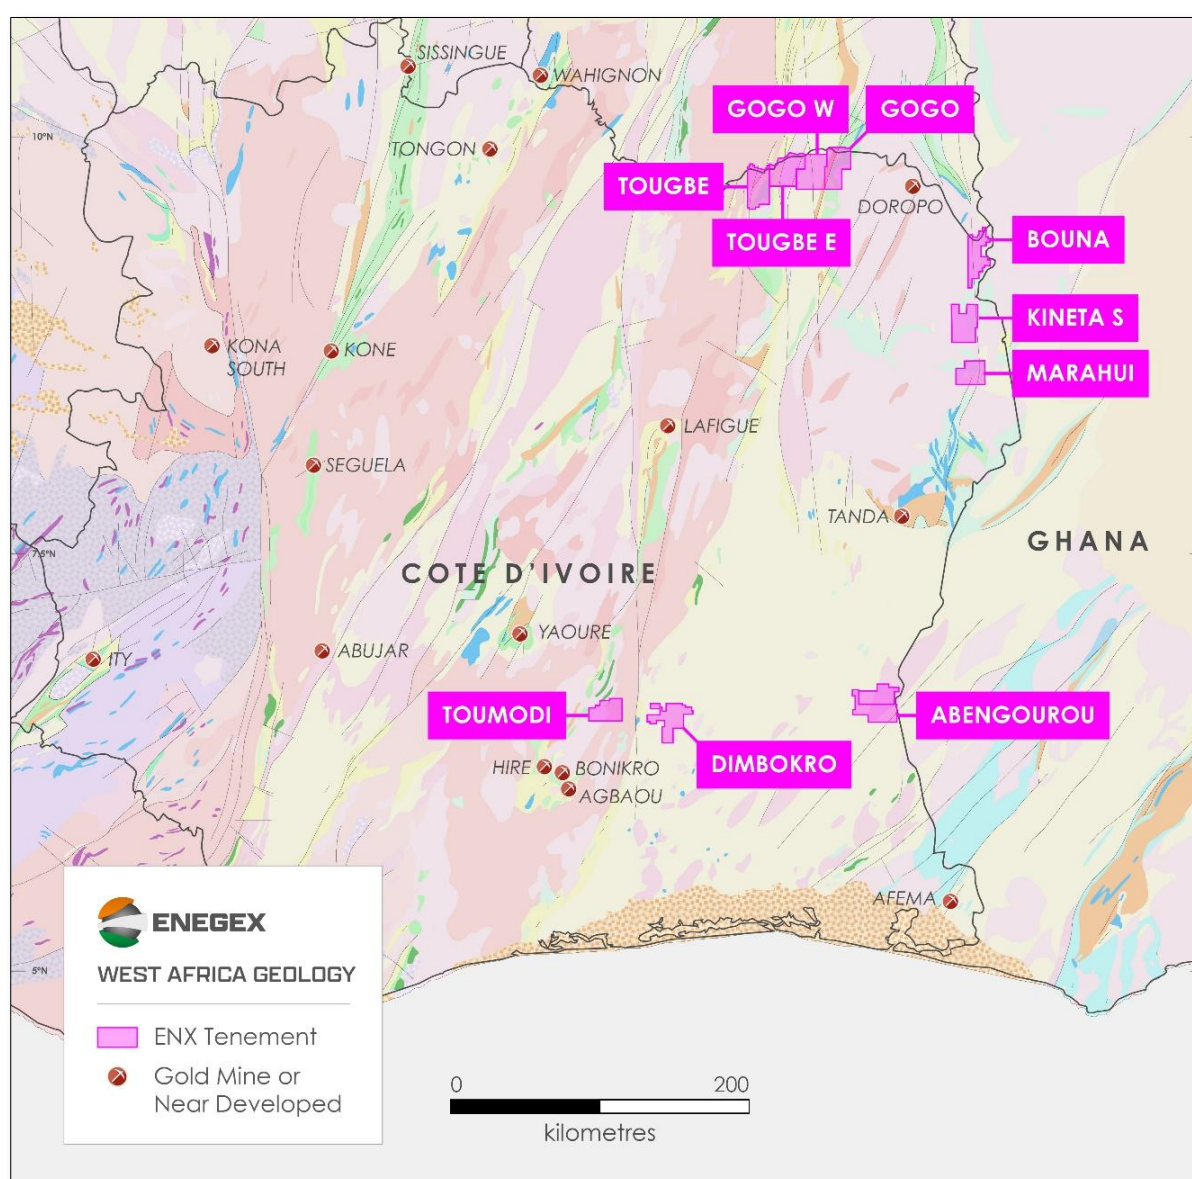 SISSINGUE
WAHIGNON
GOGO W
GOGO
10°N
TONGON
TOUGBE
DOROPO
TOUGBE E
BOUNA
KINETA S
KONA
SOUTH
KONE
MARAHUI
LAFIGUE
SEGUELA
TANDA
GHANA
7.5°N
COTE D'IVOIRE
YAOURE
ITY
ABUJAR
TOUMODI
ABENGOUROU
DIMBOKRO
HIRE
BONIKRO
AGBAOU
AFEMA
ENEGEX
WEST AFRICA GEOLOGY
5°N
ENX Tenement
Gold Mine or
Near Developed
0 200
kilometres